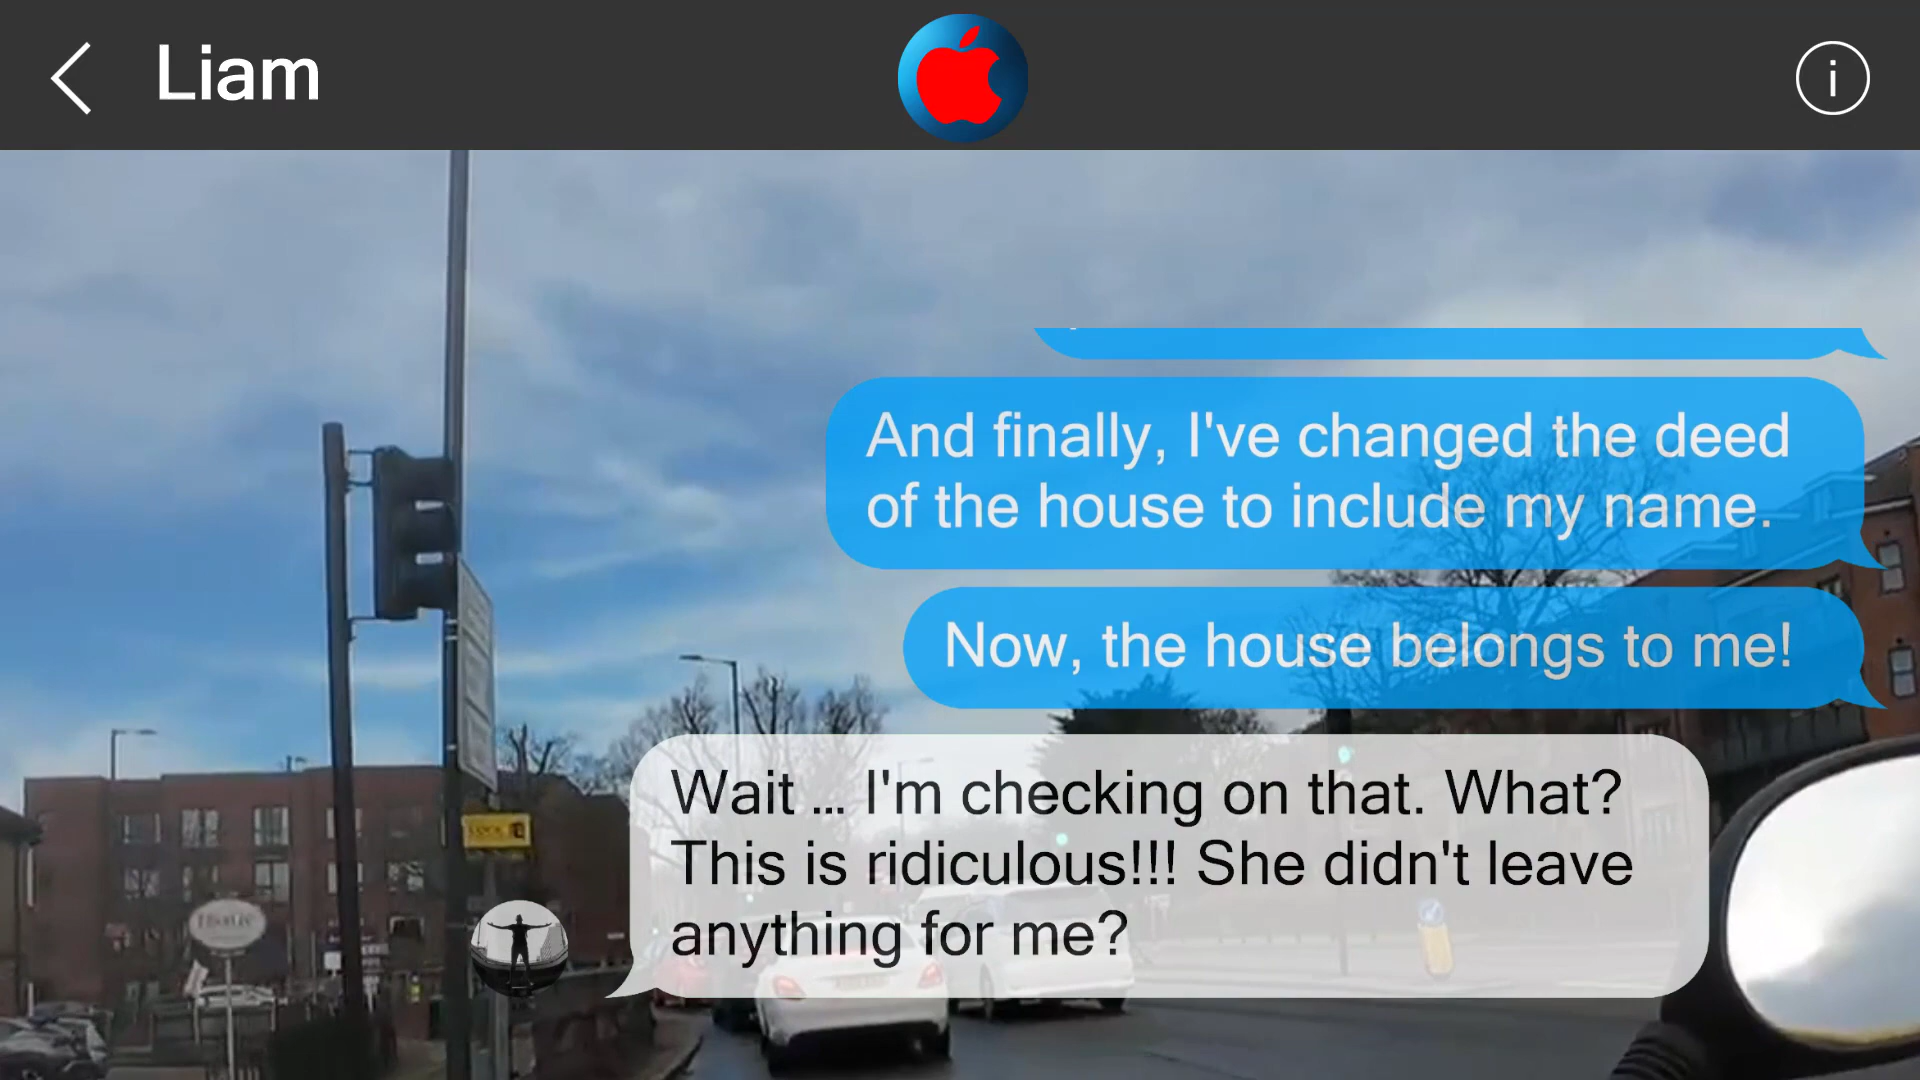 Liam
And finally, I've changed the deed
of the house to include my name.
Now, the house belongs to me!
Wait ... I'm checking on that. What?
This is ridiculous!!! She didn't leave
anything for me?